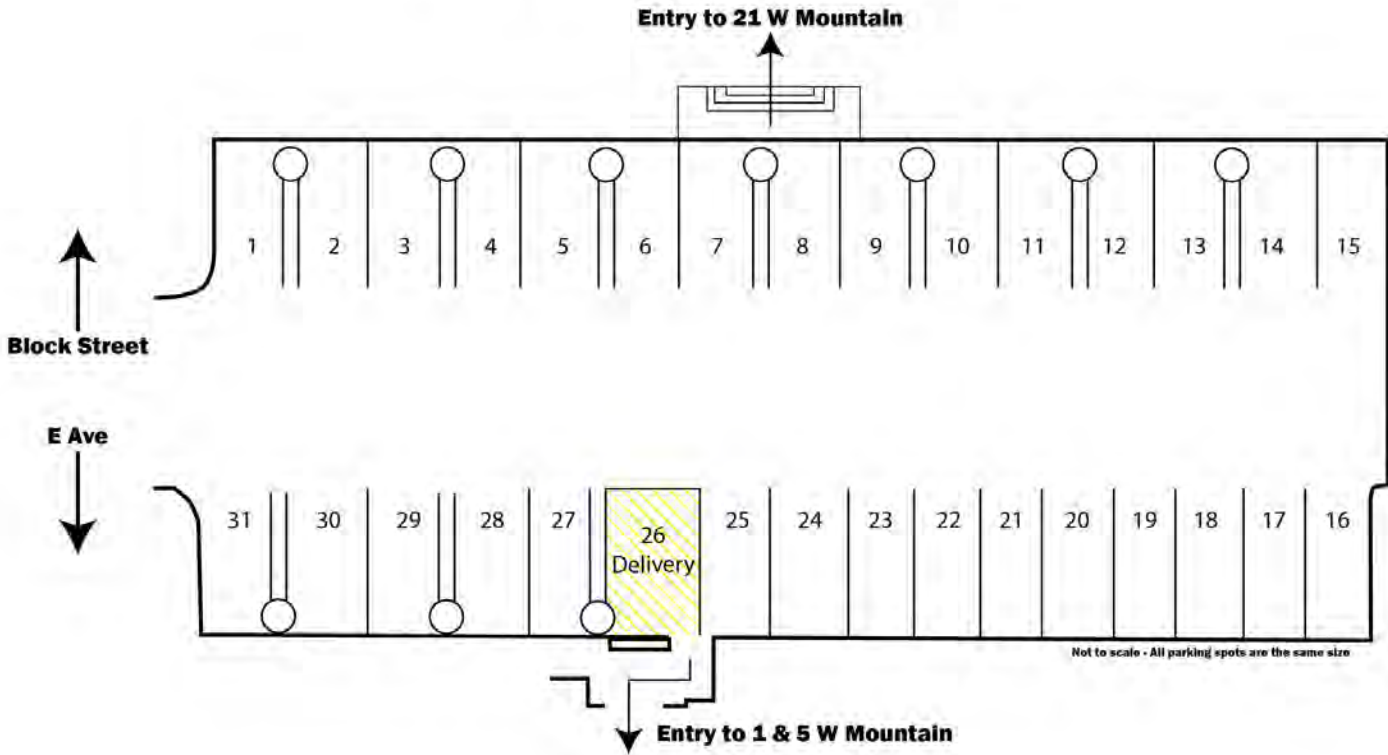 Entry to 21 W Mountain
1 2 3 4 5 6 7 8 9 10 11 12 13 14 15
Block Street
E Ave
31 30 29 28 27 26 25 24 23 22 21 20 19 18 17 16
Delivery
Not to scale - All parking spots are the same size
Entry to 1 & 5 W Mountain